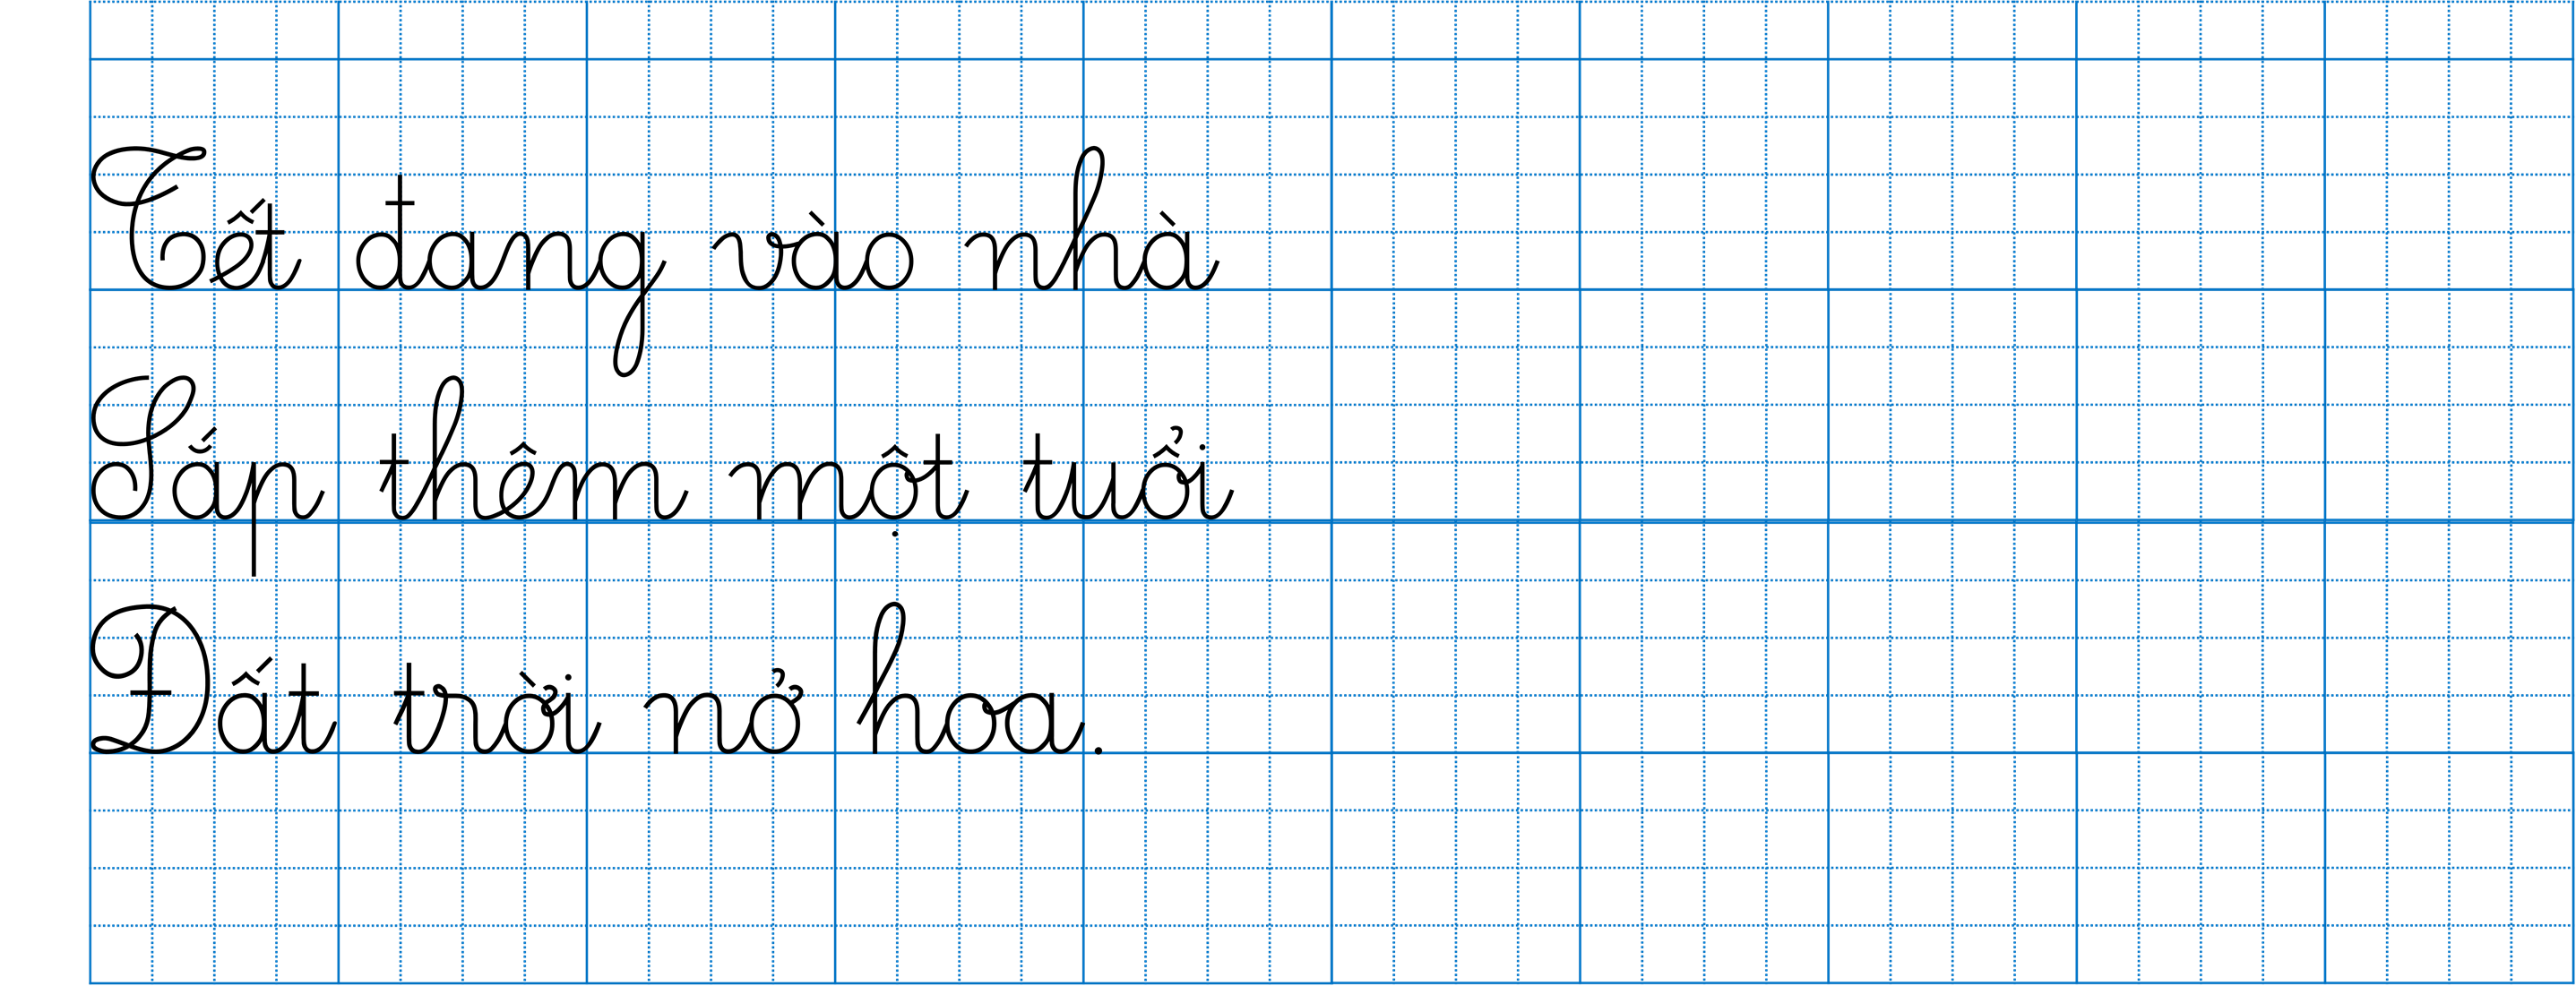 Tết đang vào nhà
Sắp thêm một tuổi
Đất trời nở hoa.